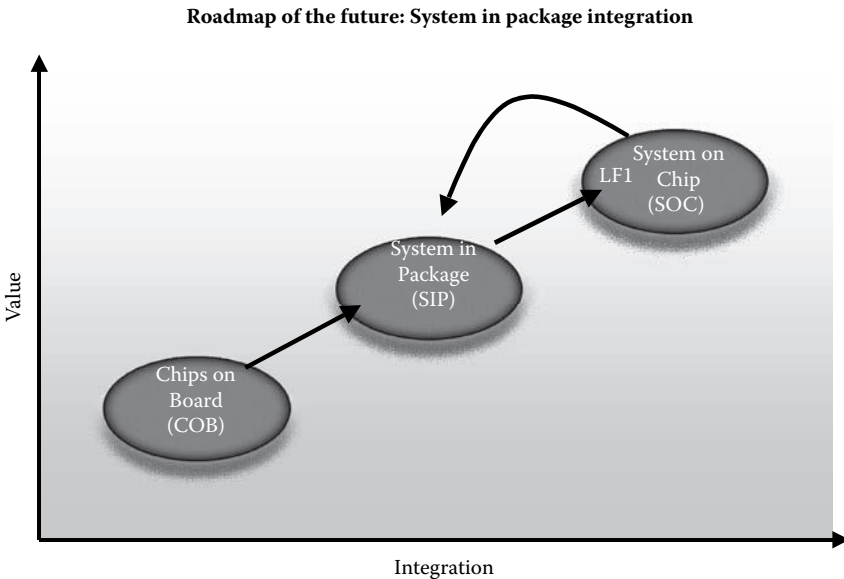 Roadmap of the future: System in package integration
System on
LF1 Chip
(SOC)
System in
Package
(SIP)
Value
Chips on
Board
(COB)
Integration